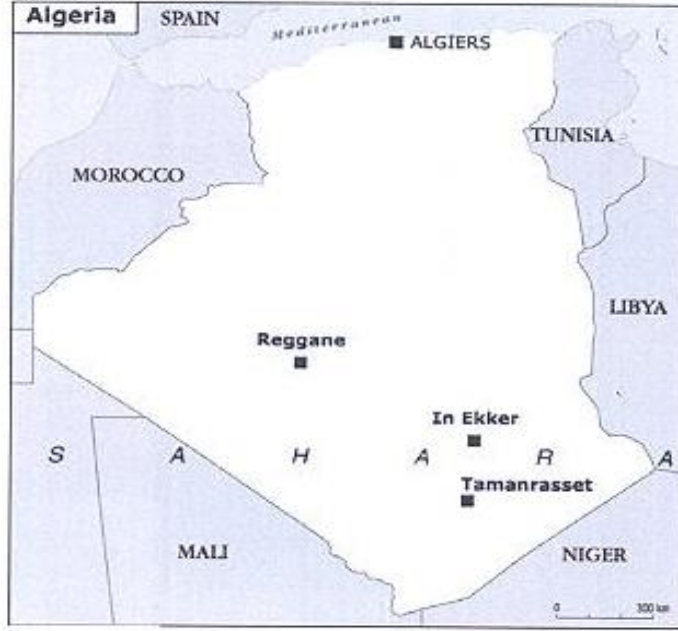 Algeria
SPAIN
Mediterranean
ALGIERS
TUNISIA
MOROCCO
LIBYA
Reggane
In Ekker
S A H A R A
Tamanrasset
MALI
NIGER
0 300 km